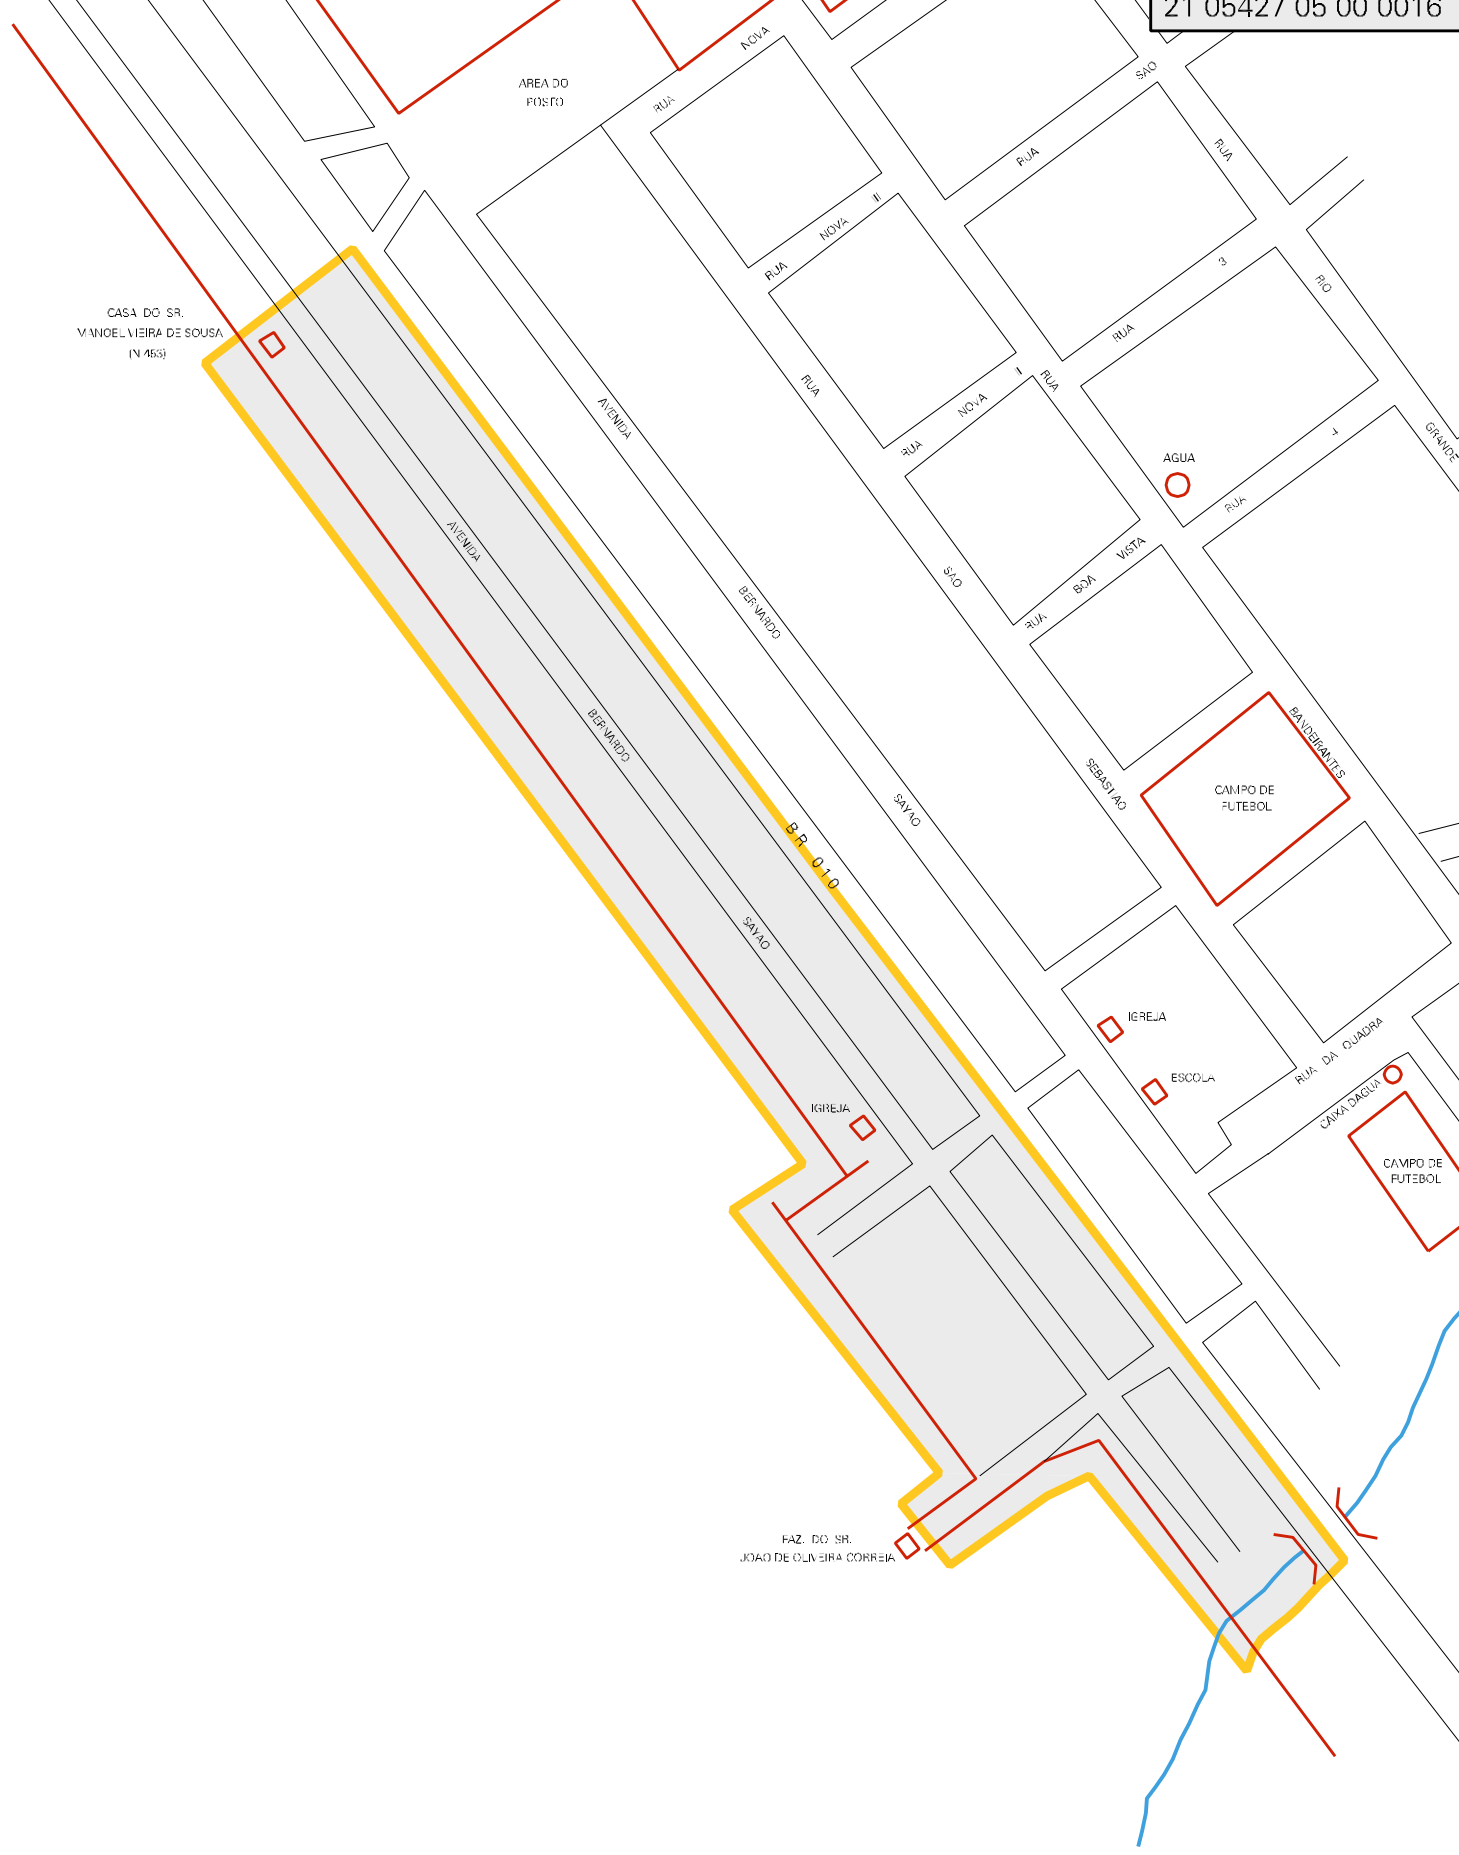 21 05427 05 00 0016
AREA DO
POSTO
RUA NOVA
SAO
RUA
RUA
RUA NOVA III
CASA DO SR.
MANOEL VIEIRA DE SOUSA
(N 453)
RUA 3
RIO
GRANDE
RUA
RUA
RUA NOVA II
AVENIDA
BERNARDO
SAYAO
AGUA
RUA
AVENIDA
BERNARDO
SAYAO
SAO
SEBASTIAO
RUA BOA VISTA
BANDEIRANTES
CAMPO DE
FUTEBOL
BR 010
IGREJA
ESCOLA
RUA DA QUADRA
CAIXA DAGUA
IGREJA
CAMPO DE
FUTEBOL
FAZ. DO SR.
JOAO DE OLIVEIRA CORREIA